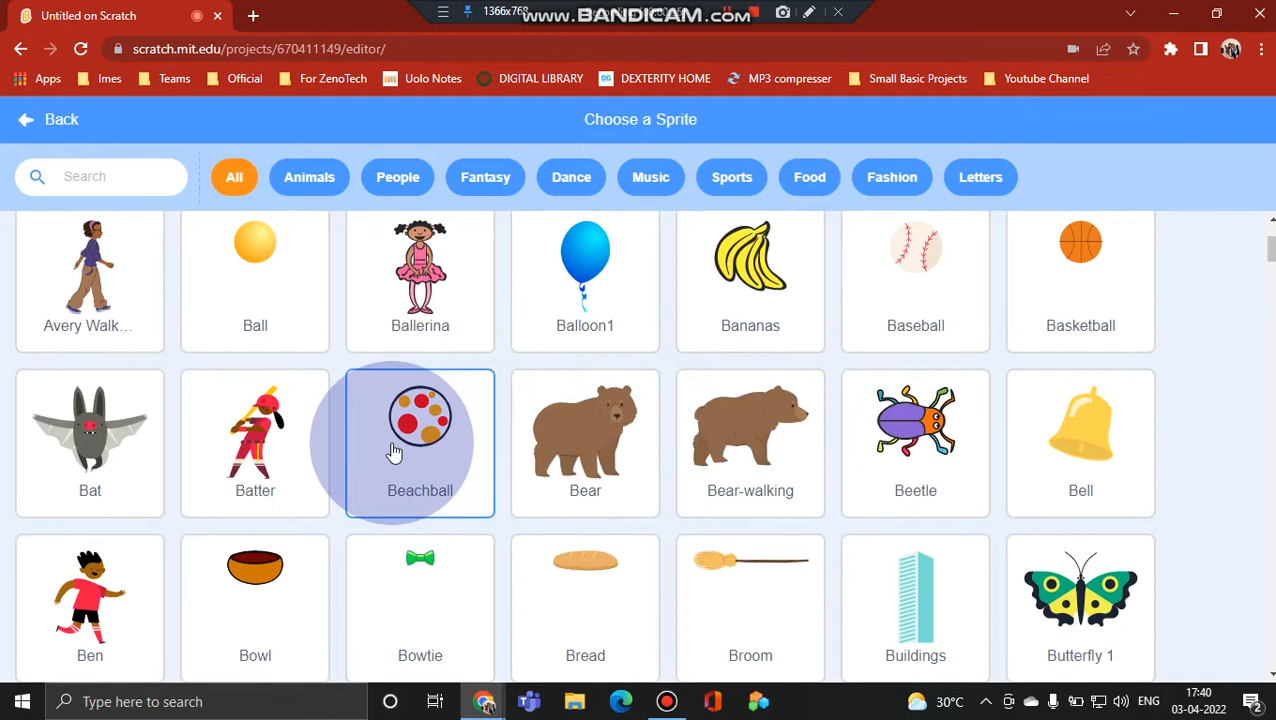 Untitled on Scratch
1366x768
www.BANDICAM.com
scratch.mit.edu/projects/670411149/editor/
Apps Imes Teams Official For ZenoTech Uolo Notes DIGITAL LIBRARY DG DEXTERITY HOME MP3 compresser Small Basic Projects Youtube Channel
Back
Choose a Sprite
Search All Animals People Fantasy Dance Music Sports Food Fashion Letters
Avery Walk... Ball Ballerina Balloon1 Bananas Baseball Basketball
Bat Batter Beachball Bear Bear-walking Beetle Bell
Ben Bowl Bowtie Bread Broom Buildings Butterfly 1
Type here to search
30°C
ENG
17:40
03-04-2022
2